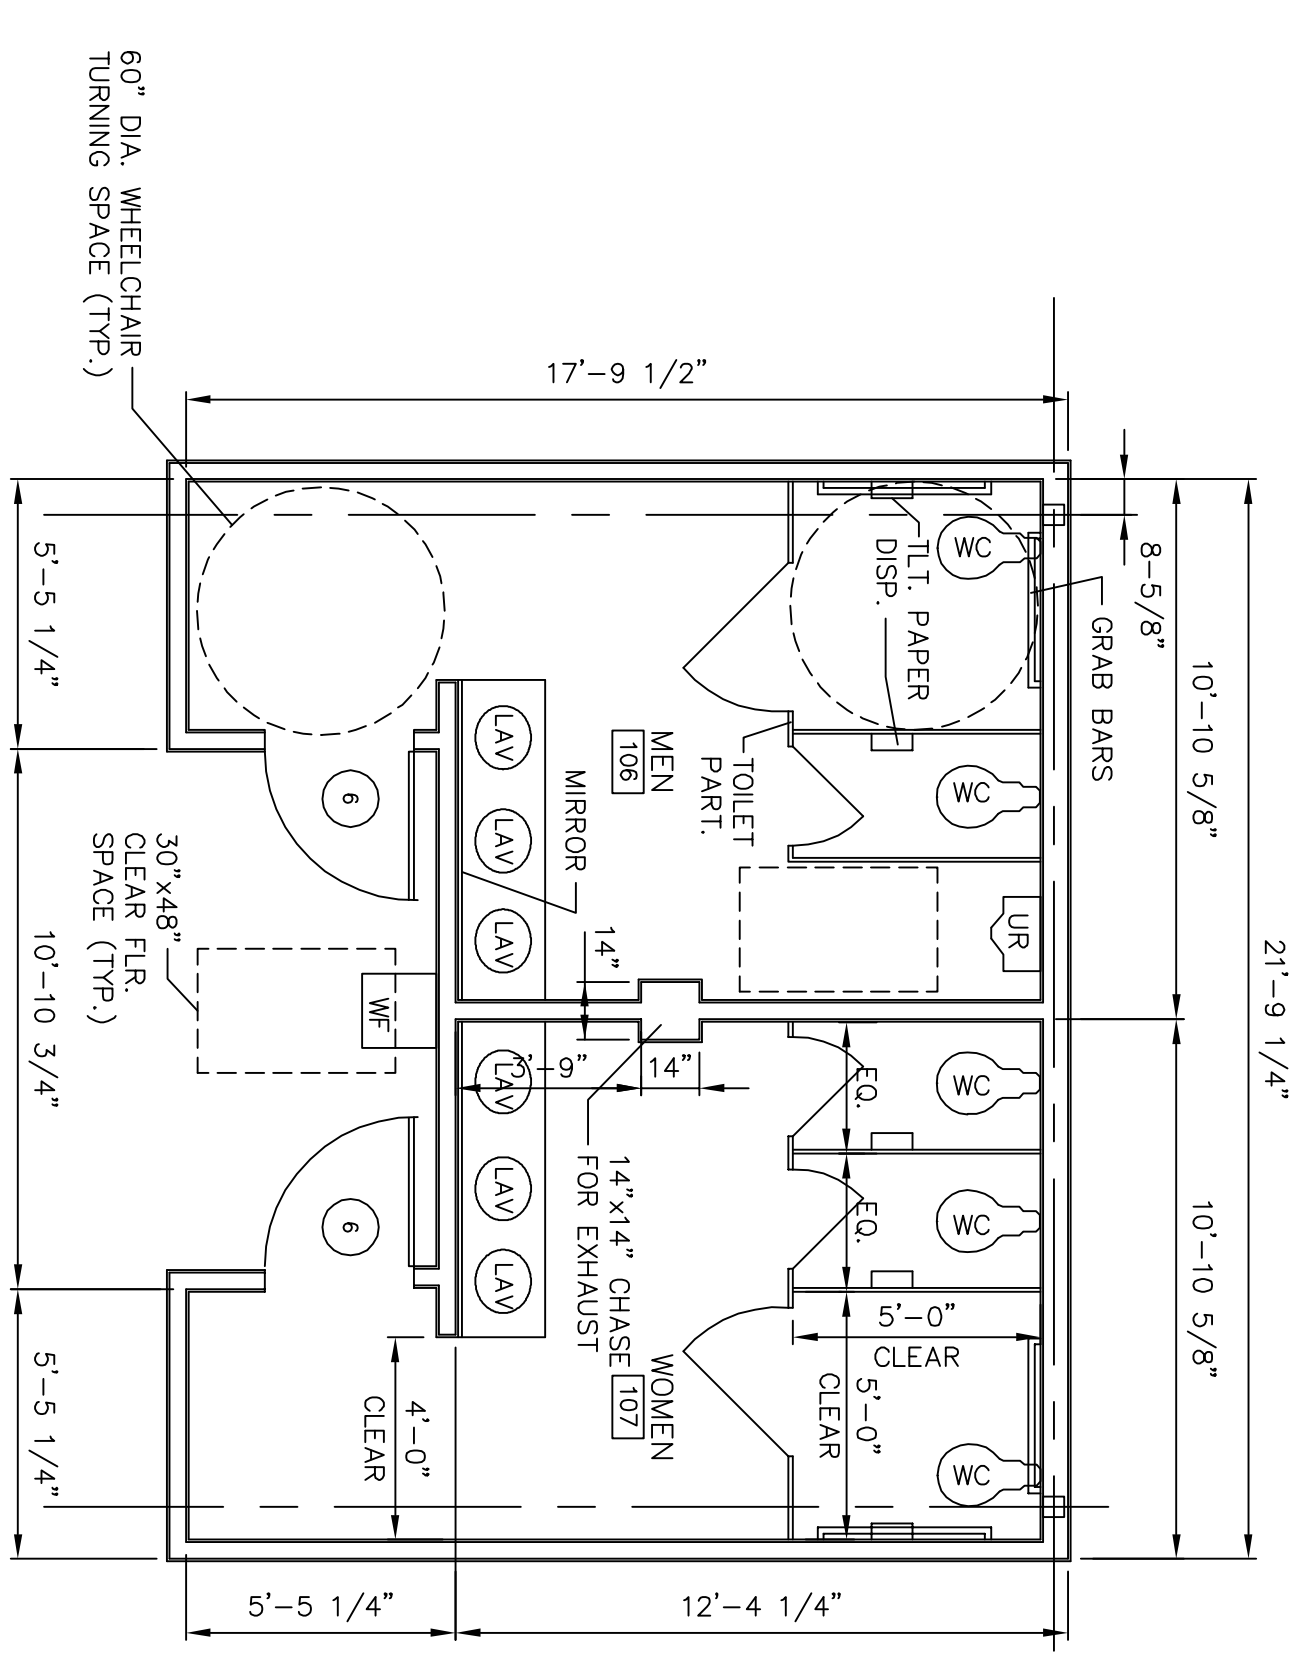 21'-9 1/4"
10'-10 5/8"
10'-10 5/8"
8-5/8"
GRAB BARS
WC
WC
WC
WC
WC
UR
TLT. PAPER
DISP.
5'-0"
CLEAR
5'-0"
CLEAR
EQ.
EQ.
TOILET
PART.
MEN
106
WOMEN
107
14"x14" CHASE
FOR EXHAUST
MIRROR
14"
14"
3'-9"
LAV
LAV
LAV
LAV
LAV
LAV
4'-0"
CLEAR
WF
6
6
30"x48"
CLEAR FLR.
SPACE (TYP.)
60" DIA. WHEELCHAIR
TURNING SPACE (TYP.)
5'-5 1/4"
10'-10 3/4"
5'-5 1/4"
17'-9 1/2"
5'-5 1/4"
12'-4 1/4"